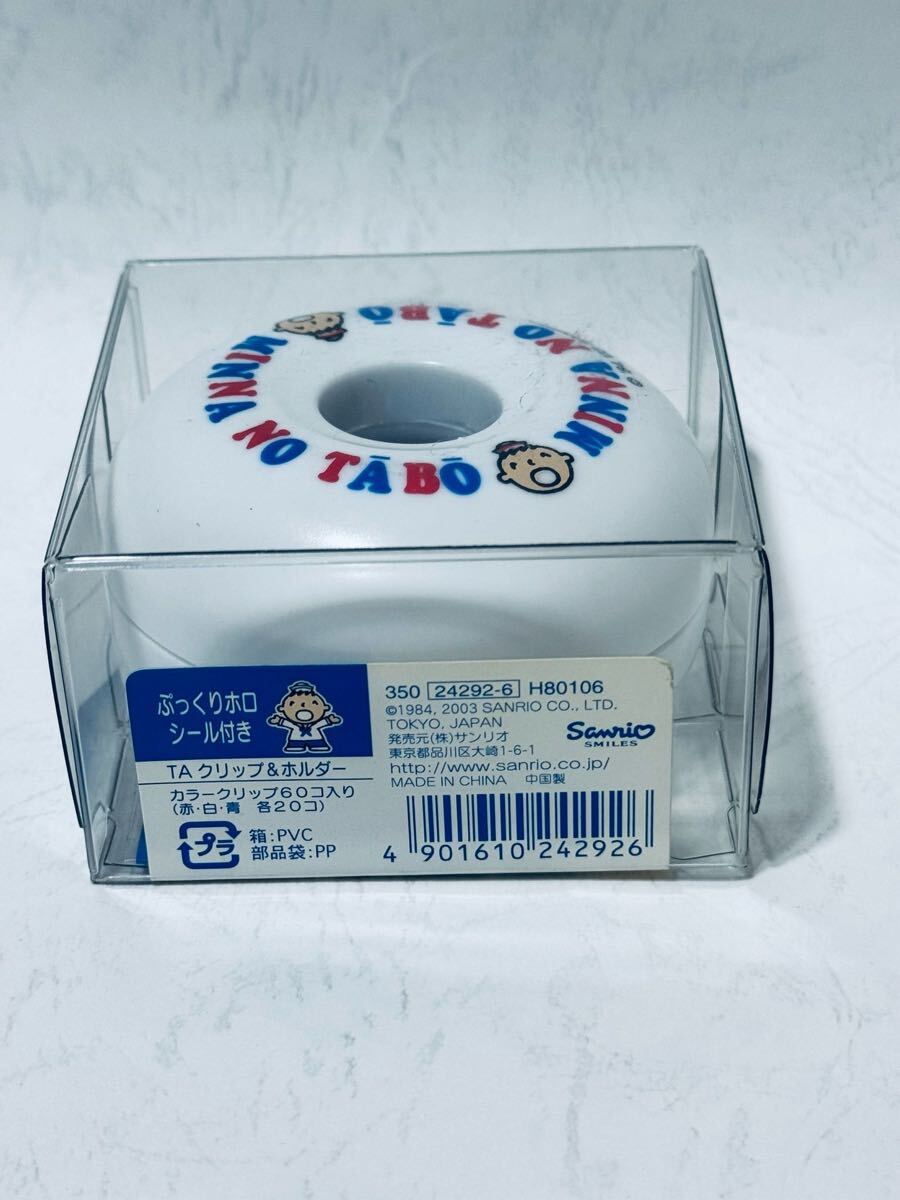 MINNA NO TĀBŌ
MINNA NO TĀBŌ
ぷっくりホロ
シール付き
TA クリップ&ホルダー
カラークリップ60コ入り
(赤・白・青 各20コ)
プラ
箱:PVC
部品袋:PP
350 24292-6 H80106
©1984, 2003 SANRIO CO., LTD.
TOKYO, JAPAN
発売元(株)サンリオ
東京都品川区大崎1-6-1
http://www.sanrio.co.jp/
MADE IN CHINA 中国製
Sanrio
SMILES
4 901610 242926